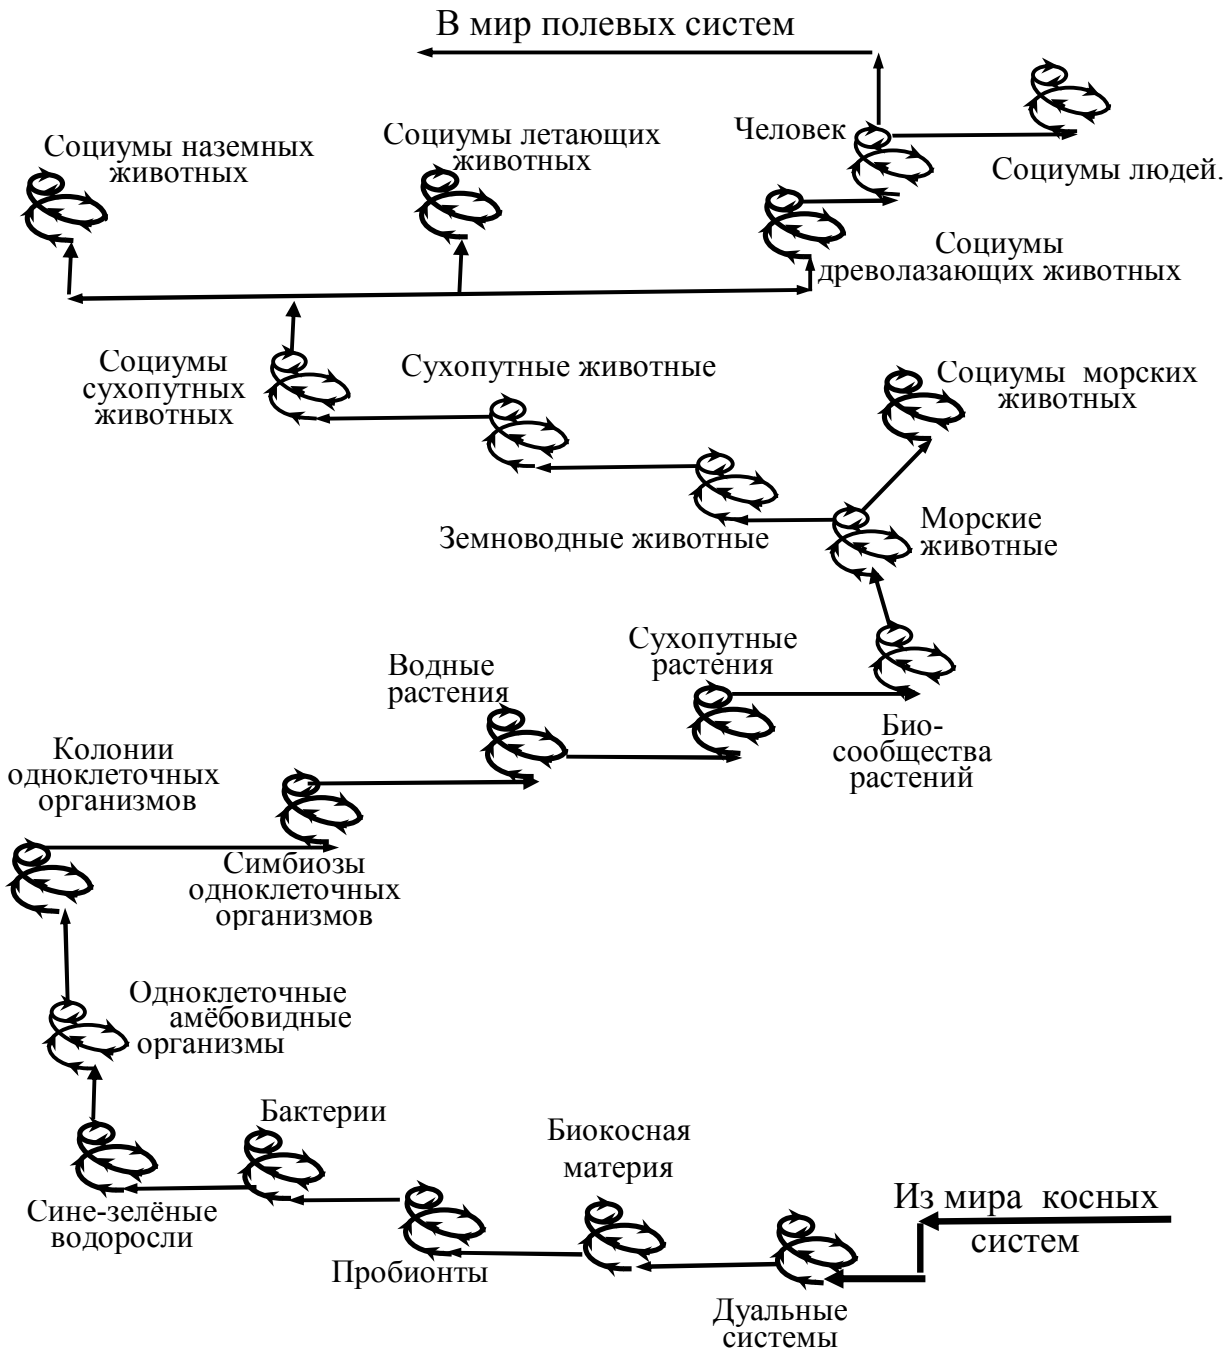 В мир полевых систем
Человек
Социумы людей.
Социумы наземных
животных
Социумы летающих
животных
Социумы
древолазающих животных
Социумы
сухопутных
животных
Сухопутные животные
Социумы морских
животных
Земноводные животные
Морские
животные
Сухопутные
растения
Водные
растения
Био-
сообщества
растений
Колонии
одноклеточных
организмов
Симбиозы
одноклеточных
организмов
Одноклеточные
амёбовидные
организмы
Бактерии
Биокосная
материя
Сине-зелёные
водоросли
Пробионты
Из мира косных
систем
Дуальные
системы